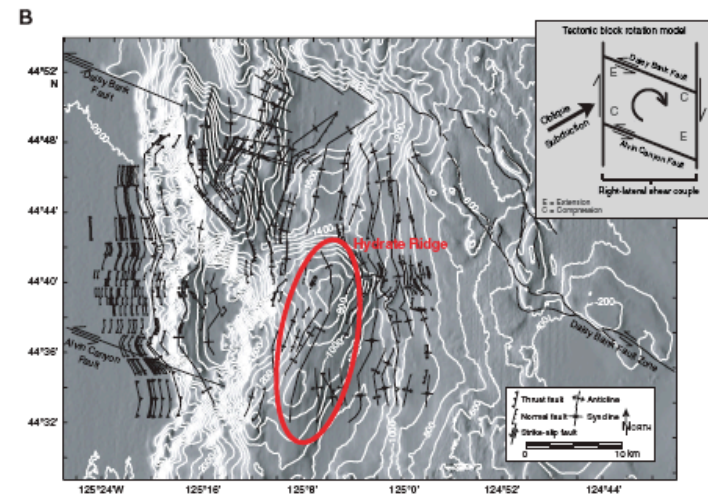 B
Tectonic block rotation model
Daisy Bank Fault
E
C
C
E
Alvin Canyon Fault
Oblique
Subduction
Right-lateral shear couple
E = Extension
C = Compression
44°52'
N
44°48'
44°44'
44°40'
44°36'
44°32'
Daisy Bank
Fault
1400
Hydrate Ridge
800
1000
-200
Daisy Bank Fault Zone
Alvin Canyon
Fault
Thrust fault
Anticline
Normal fault
Syncline
Strike-slip fault
NORTH
0
10 km
125°24'W
125°16'
125°8'
125°0'
124°52'
124°44'